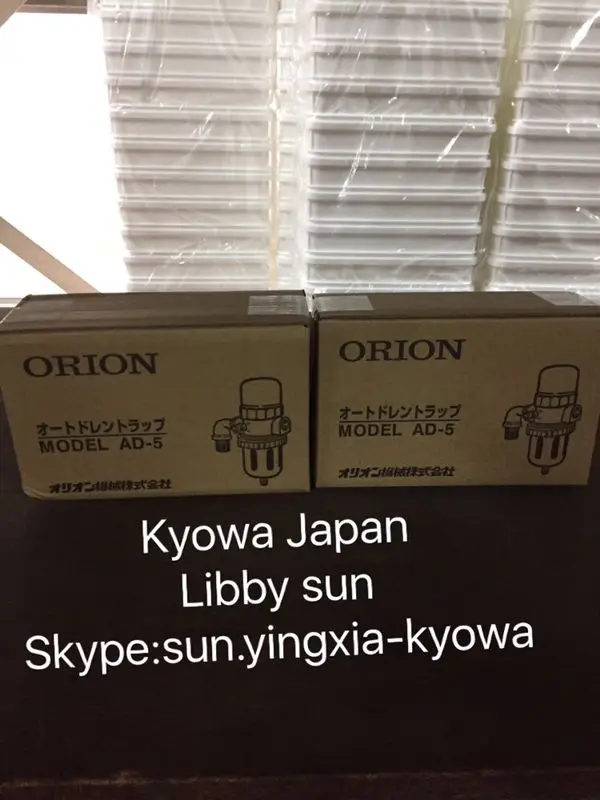 ORION
オートドレントラップ
MODEL AD-5
オリオン機械株式会社
ORION
オートドレントラップ
MODEL AD-5
オリオン機械株式会社
Kyowa Japan
Libby sun
Skype:sun.yingxia-kyowa